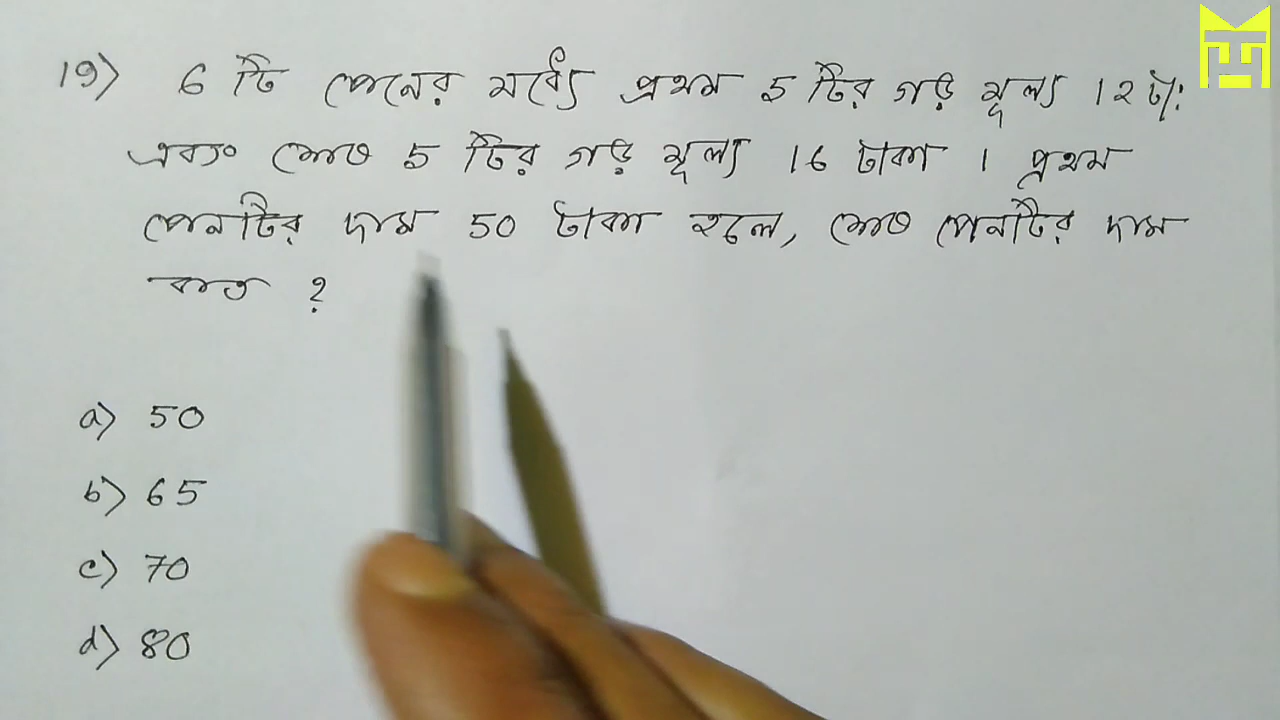 19) 6 টি পেনের মধ্যে প্রথম 5 টির গড় মূল্য 12 টা:
এবং শেষ 5 টির গড় মূল্য 16 টাকা । প্রথম
পেনটির দাম 50 টাকা হলে, শেষ পেনটির দাম
কত ?
a) 50
b) 65
c) 70
d) 80